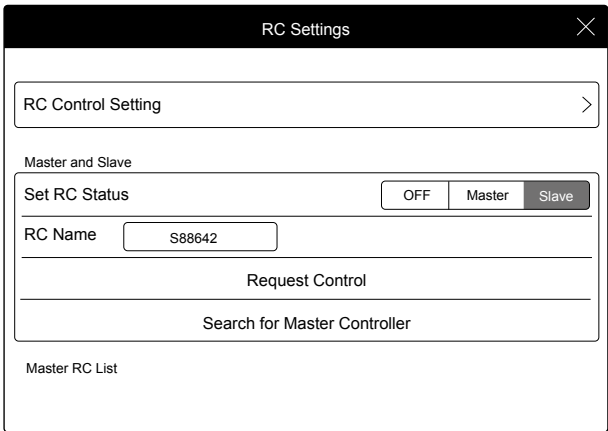 RC Settings
RC Control Setting
Master and Slave
Set RC Status OFF Master Slave
RC Name S88642
Request Control
Search for Master Controller
Master RC List